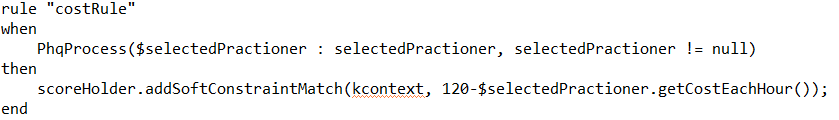 rule "costRule"
when
    PhqProcess($selectedPractioner : selectedPractioner, selectedPractioner != null)
then
    scoreHolder.addSoftConstraintMatch(kcontext, 120-$selectedPractioner.getCostEachHour());
end